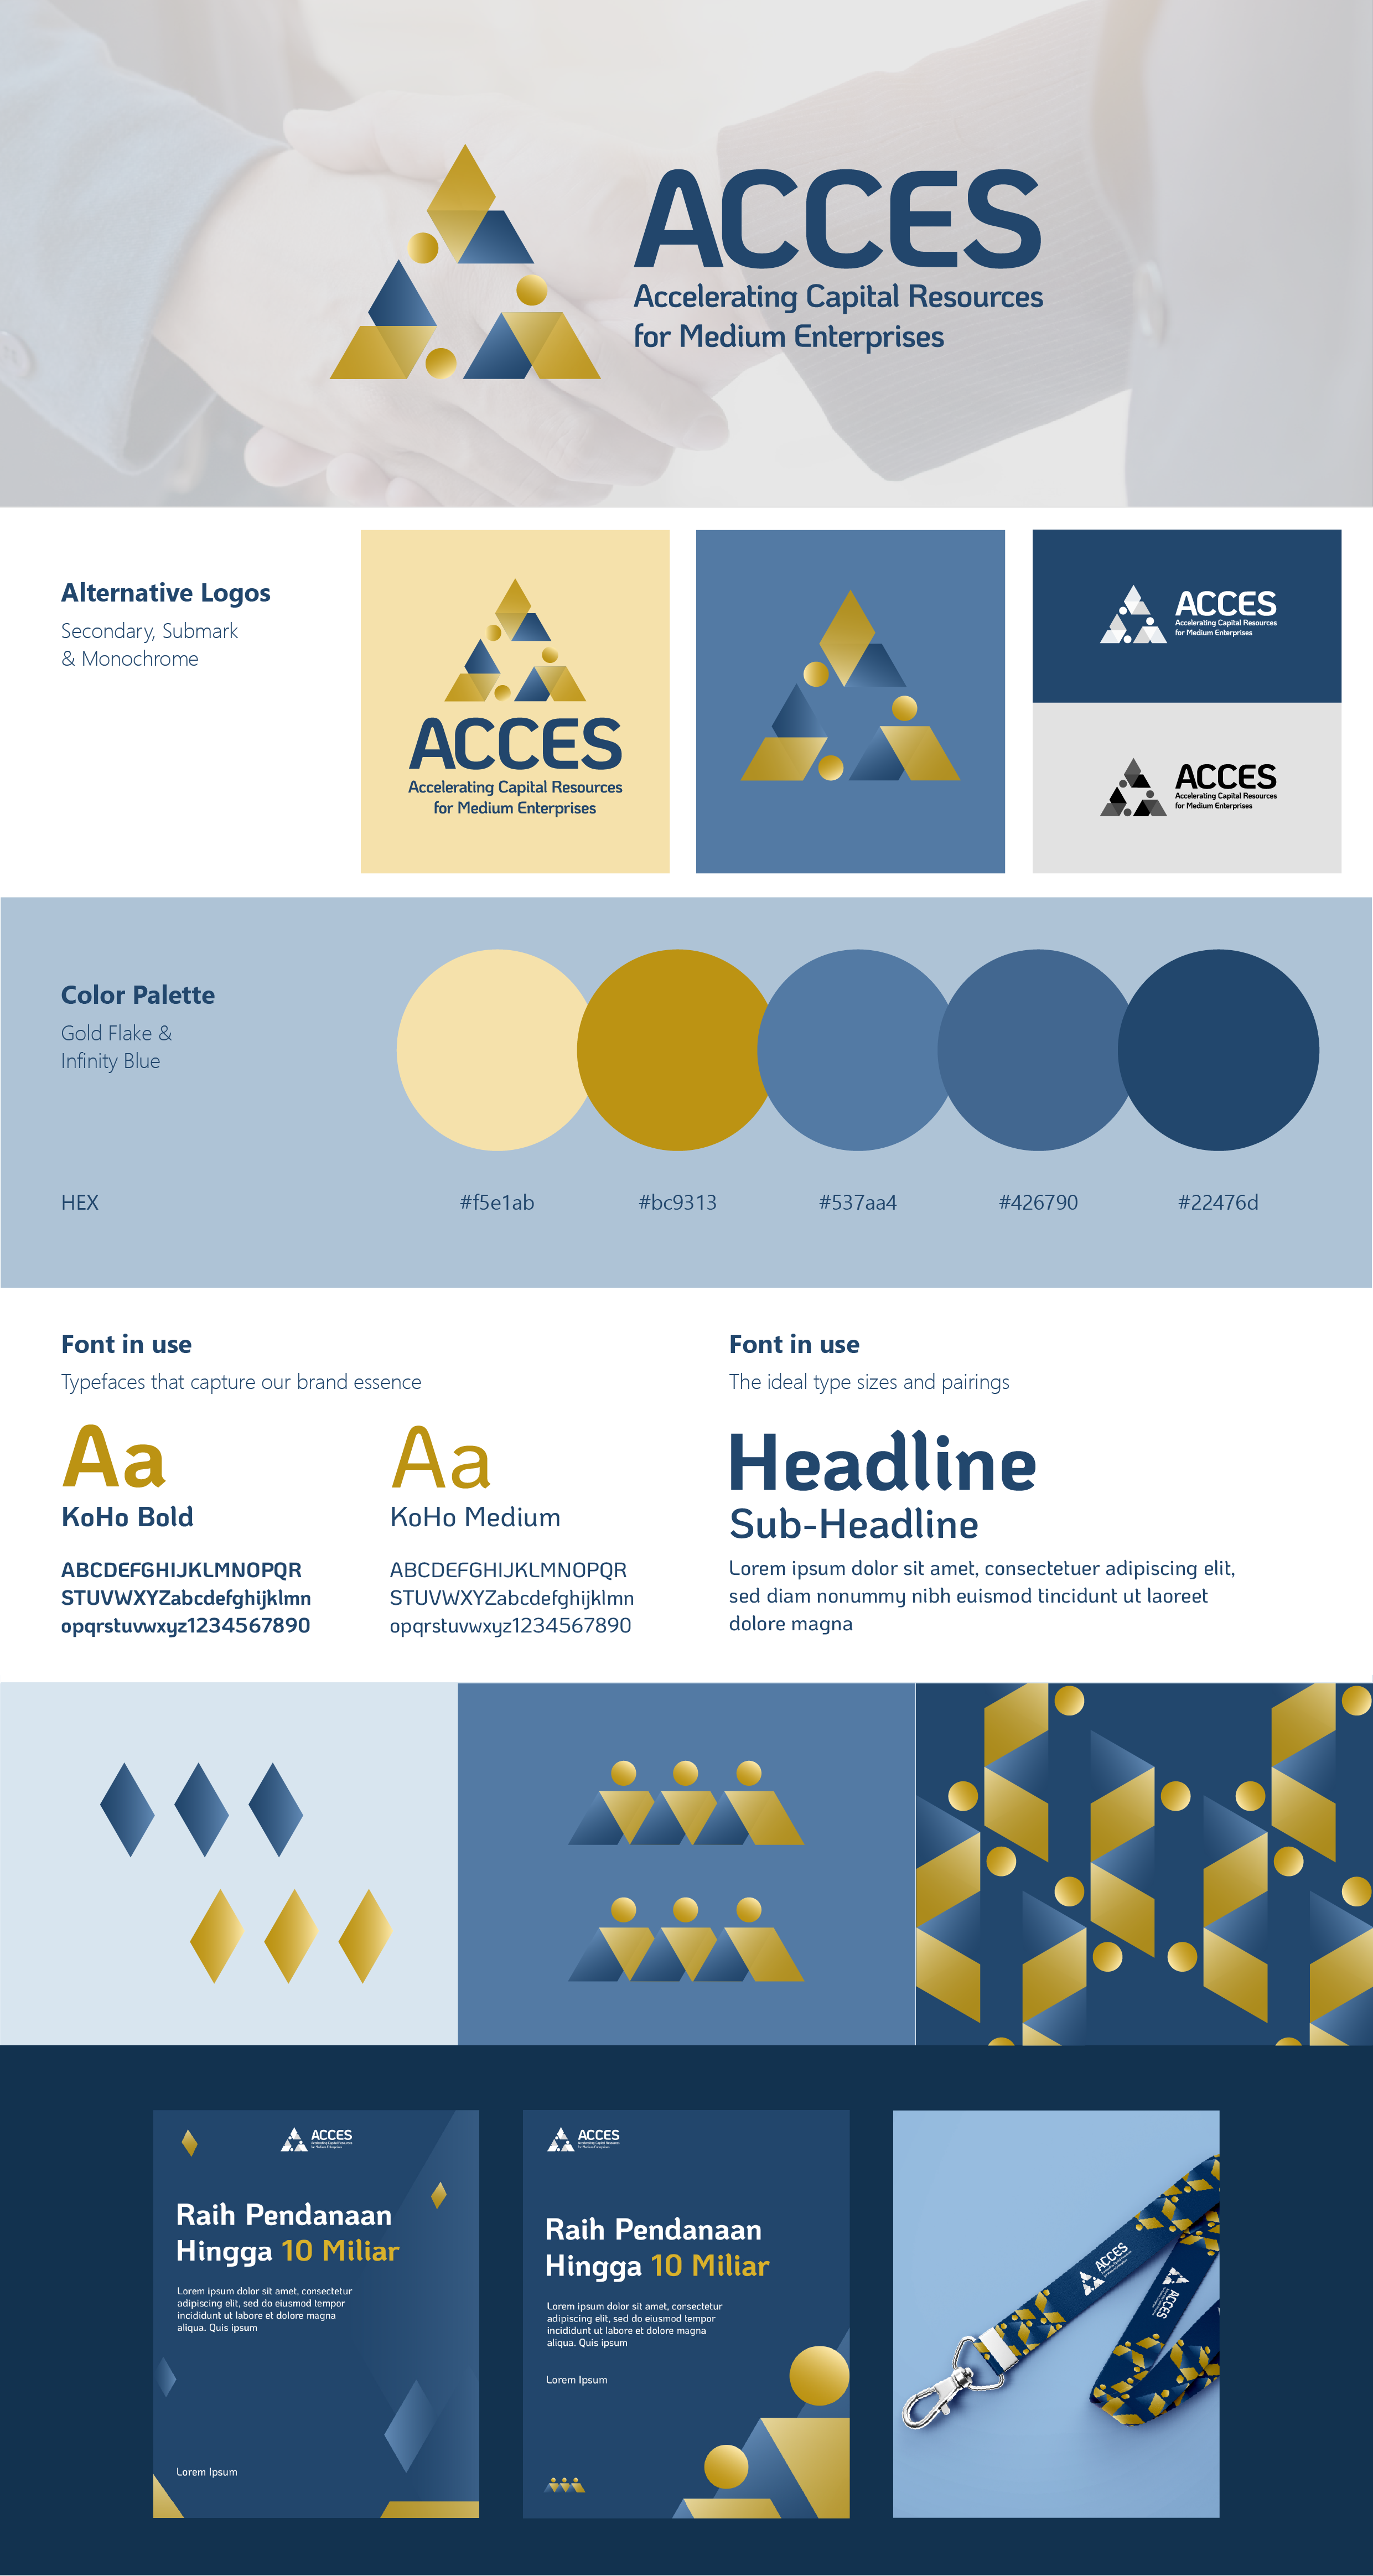 ACCES
Accelerating Capital Resources
for Medium Enterprises
Alternative Logos
Secondary, Submark
& Monochrome
ACCES
Accelerating Capital Resources
for Medium Enterprises
ACCES
Accelerating Capital Resources
for Medium Enterprises
ACCES
Accelerating Capital Resources
for Medium Enterprises
Color Palette
Gold Flake &
Infinity Blue
HEX
#f5e1ab
#bc9313
#537aa4
#426790
#22476d
Font in use
Typefaces that capture our brand essence
Aa
KoHo Bold
ABCDEFGHIJKLMNOPQR
STUVWXYZabcdefghijklmn
opqrstuvwxyz1234567890
Aa
KoHo Medium
ABCDEFGHIJKLMNOPQR
STUVWXYZabcdefghijklmn
opqrstuvwxyz1234567890
Font in use
The ideal type sizes and pairings
Headline
Sub-Headline
Lorem ipsum dolor sit amet, consectetuer adipiscing elit,
sed diam nonummy nibh euismod tincidunt ut laoreet
dolore magna
ACCES
Accelerating Capital Resources
for Medium Enterprises
Raih Pendanaan
Hingga 10 Miliar
Lorem ipsum dolor sit amet, consectetur
adipiscing elit, sed do eiusmod tempor
incididunt ut labore et dolore magna
aliqua. Quis ipsum
Lorem Ipsum
ACCES
Accelerating Capital Resources
for Medium Enterprises
Raih Pendanaan
Hingga 10 Miliar
Lorem ipsum dolor sit amet, consectetur
adipiscing elit, sed do eiusmod tempor
incididunt ut labore et dolore magna
aliqua. Quis ipsum
Lorem Ipsum
ACCES
ACCES